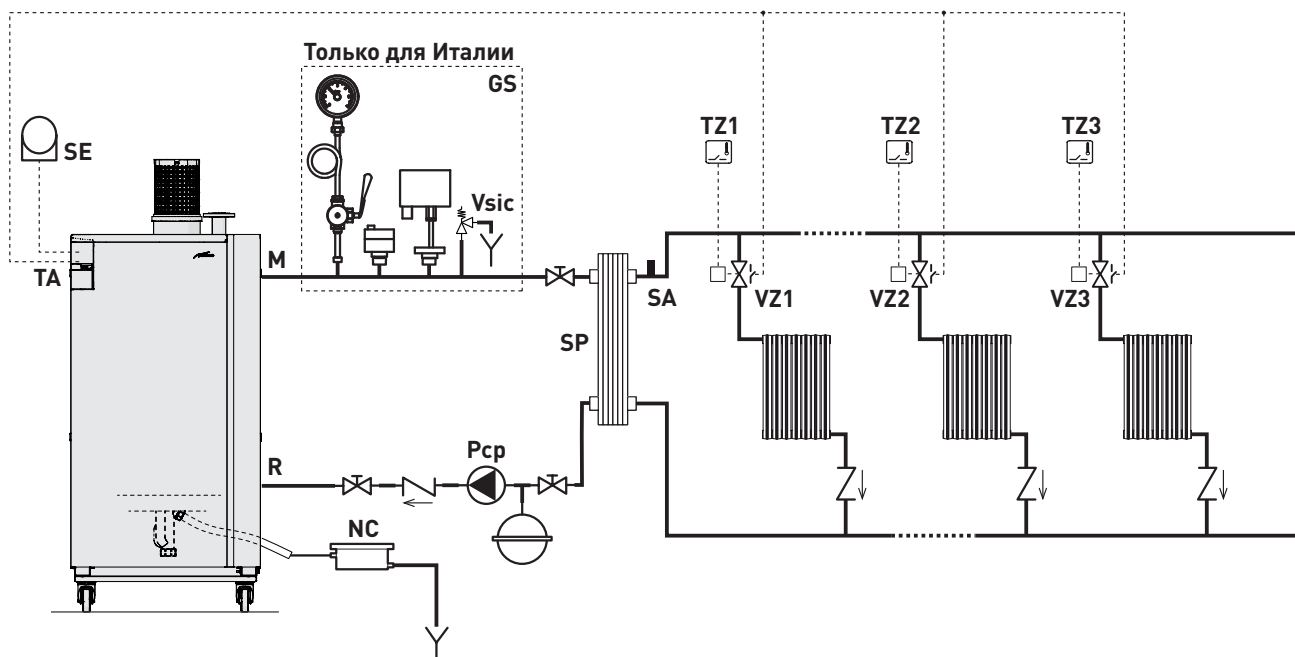 Только для Италии
GS
SE
TZ1
TZ2
TZ3
Vsic
TA
M
SA
VZ1
VZ2
VZ3
SP
R
Pcp
NC